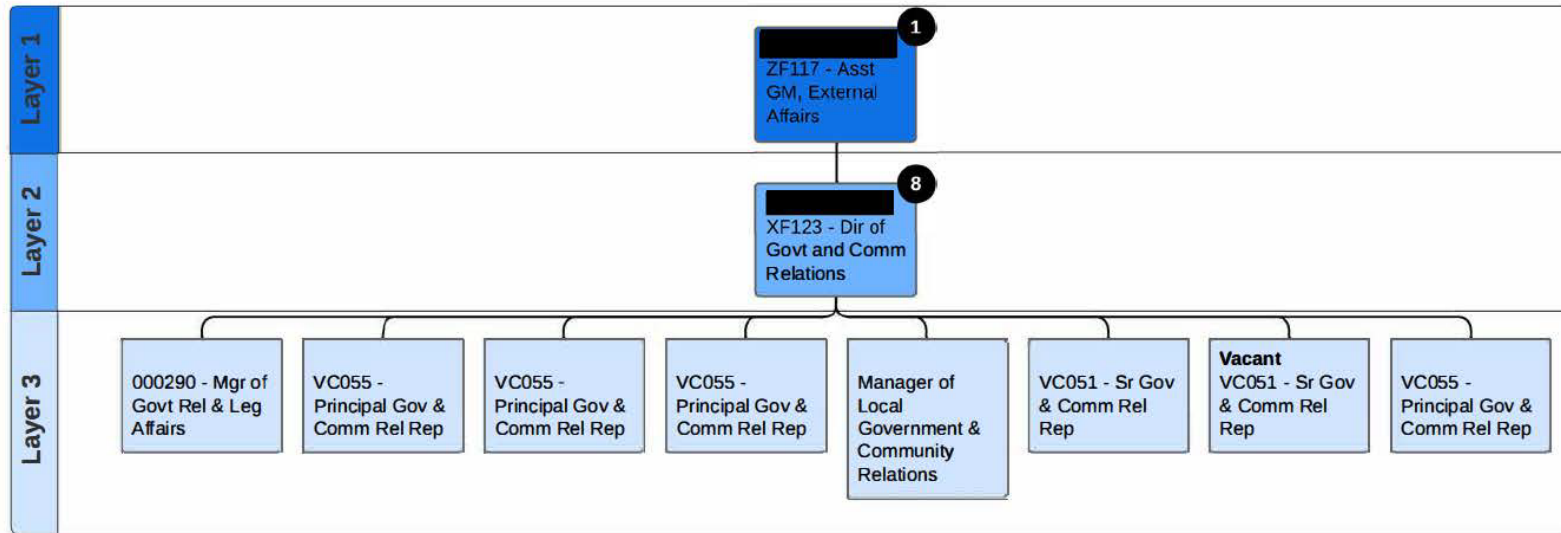 Layer 1
1
ZF117 - Asst
GM, External
Affairs
Layer 2
8
XF123 - Dir of
Govt and Comm
Relations
Layer 3
000290 - Mgr of
Govt Rel & Leg
Affairs
VC055 -
Principal Gov &
Comm Rel Rep
VC055 -
Principal Gov &
Comm Rel Rep
VC055 -
Principal Gov &
Comm Rel Rep
Manager of
Local
Government &
Community
Relations
VC051 - Sr Gov
& Comm Rel
Rep
Vacant
VC051 - Sr Gov
& Comm Rel
Rep
VC055 -
Principal Gov &
Comm Rel Rep